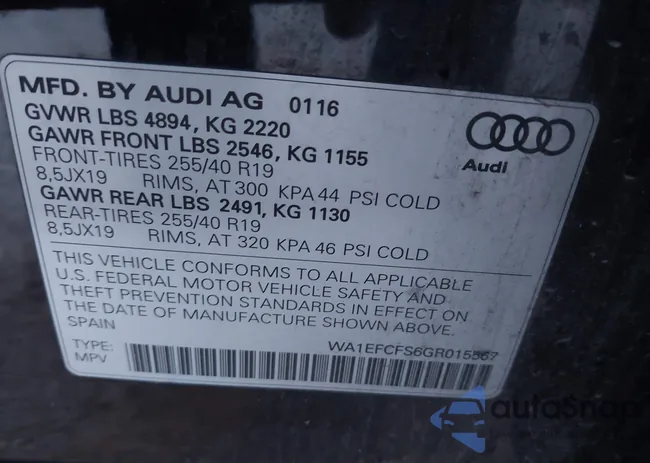 MFD. BY AUDI AG 0116
GVWR LBS 4894, KG 2220
GAWR FRONT LBS 2546, KG 1155
FRONT-TIRES 255/40 R19
8,5JX19 RIMS, AT 300 KPA 44 PSI COLD
GAWR REAR LBS 2491, KG 1130
REAR-TIRES 255/40 R19
8,5JX19 RIMS, AT 320 KPA 46 PSI COLD
Audi
THIS VEHICLE CONFORMS TO ALL APPLICABLE
U.S. FEDERAL MOTOR VEHICLE SAFETY AND
THEFT PREVENTION STANDARDS IN EFFECT ON
THE DATE OF MANUFACTURE SHOWN ABOVE.
SPAIN
WA1EFCFS6GR015567
TYPE:
MPV
autoSnap